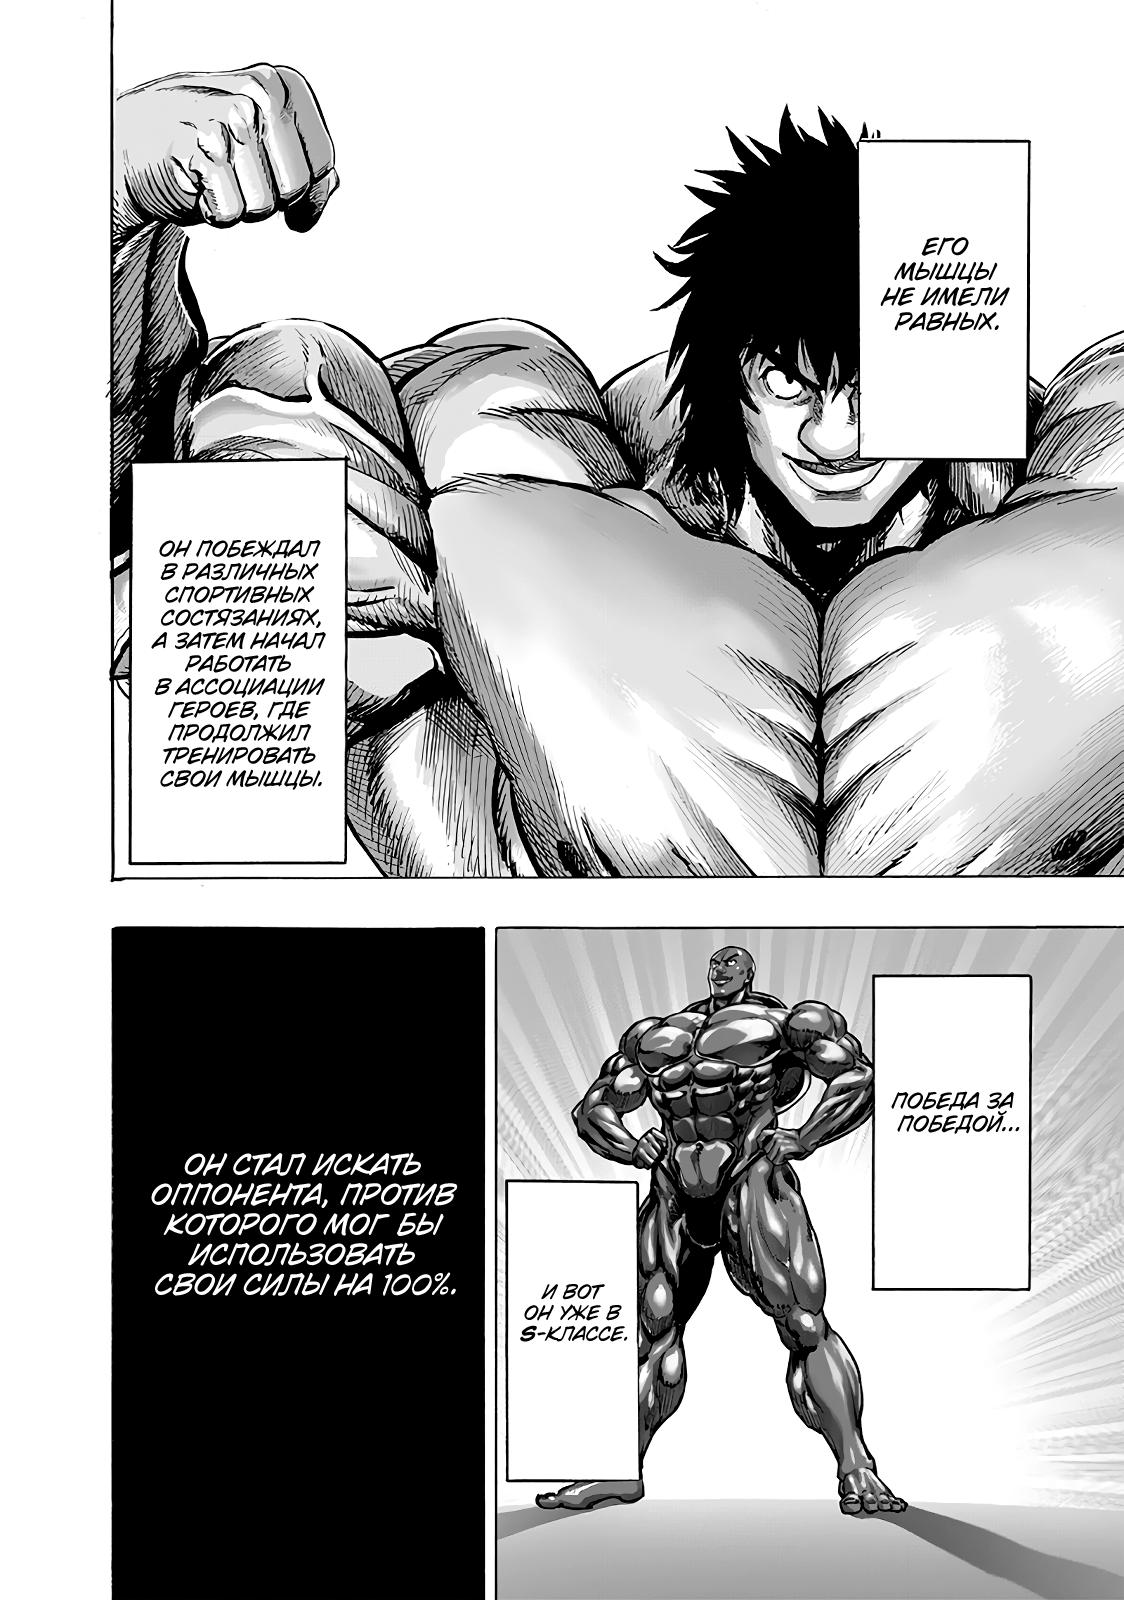 ЕГО
МЫШЦЫ
НЕ ИМЕЛИ
РАВНЫХ.
ОН ПОБЕЖДАЛ
В РАЗЛИЧНЫХ
СПОРТИВНЫХ
СОСТЯЗАНИЯХ,
А ЗАТЕМ НАЧАЛ
РАБОТАТЬ
В АССОЦИАЦИИ
ГЕРОЕВ, ГДЕ
ПРОДОЛЖИЛ
ТРЕНИРОВАТЬ
СВОИ МЫШЦЫ.
ПОБЕДА ЗА
ПОБЕДОЙ...
И ВОТ
ОН УЖЕ В
S-КЛАССЕ.
ОН СТАЛ ИСКАТЬ
ОППОНЕНТА, ПРОТИВ
КОТОРОГО МОГ БЫ
ИСПОЛЬЗОВАТЬ
СВОИ СИЛЫ НА 100%.